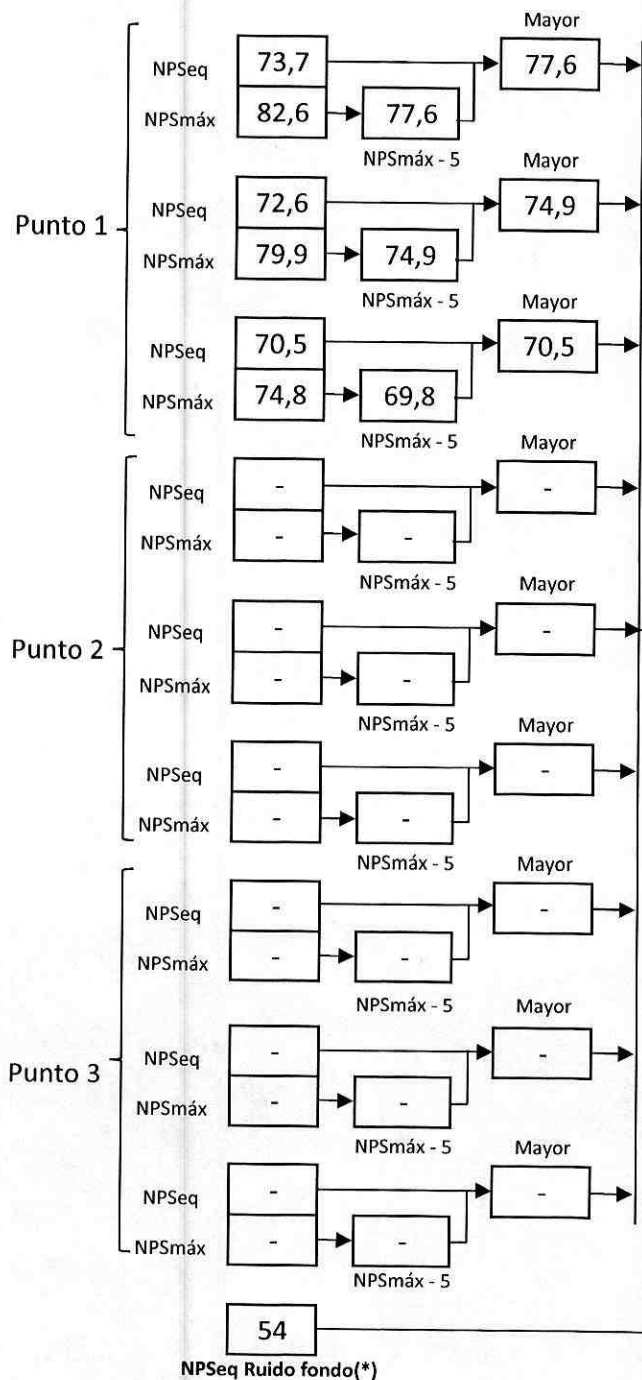 Mayor
NPSeq 73,7 77,6
NPSmáx 82,6 77,6
NPSmáx - 5
Mayor
NPSeq 72,6 74,9
Punto 1
NPSmáx 79,9 74,9
NPSmáx - 5
Mayor
NPSeq 70,5 70,5
NPSmáx 74,8 69,8
NPSmáx - 5
Mayor
NPSeq - -
NPSmáx - -
NPSmáx - 5
Mayor
NPSeq - -
Punto 2
NPSmáx - -
NPSmáx - 5
Mayor
NPSeq - -
NPSmáx - -
NPSmáx - 5
Mayor
NPSeq - -
NPSmáx - -
NPSmáx - 5
Mayor
NPSeq - -
Punto 3
NPSmáx - -
NPSmáx - 5
Mayor
NPSeq - -
NPSmáx - -
NPSmáx - 5
54
NPSeq Ruido fondo(*)